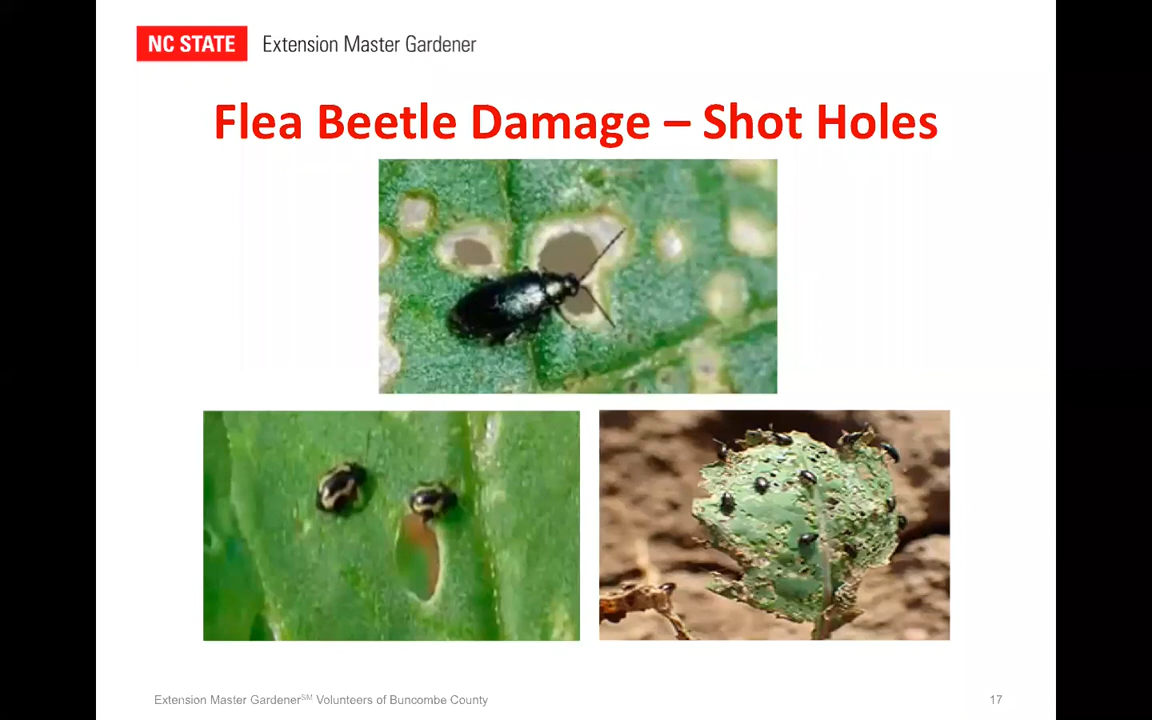 NC STATE Extension Master Gardener
Flea Beetle Damage – Shot Holes
Extension Master Gardener℠ Volunteers of Buncombe County 17